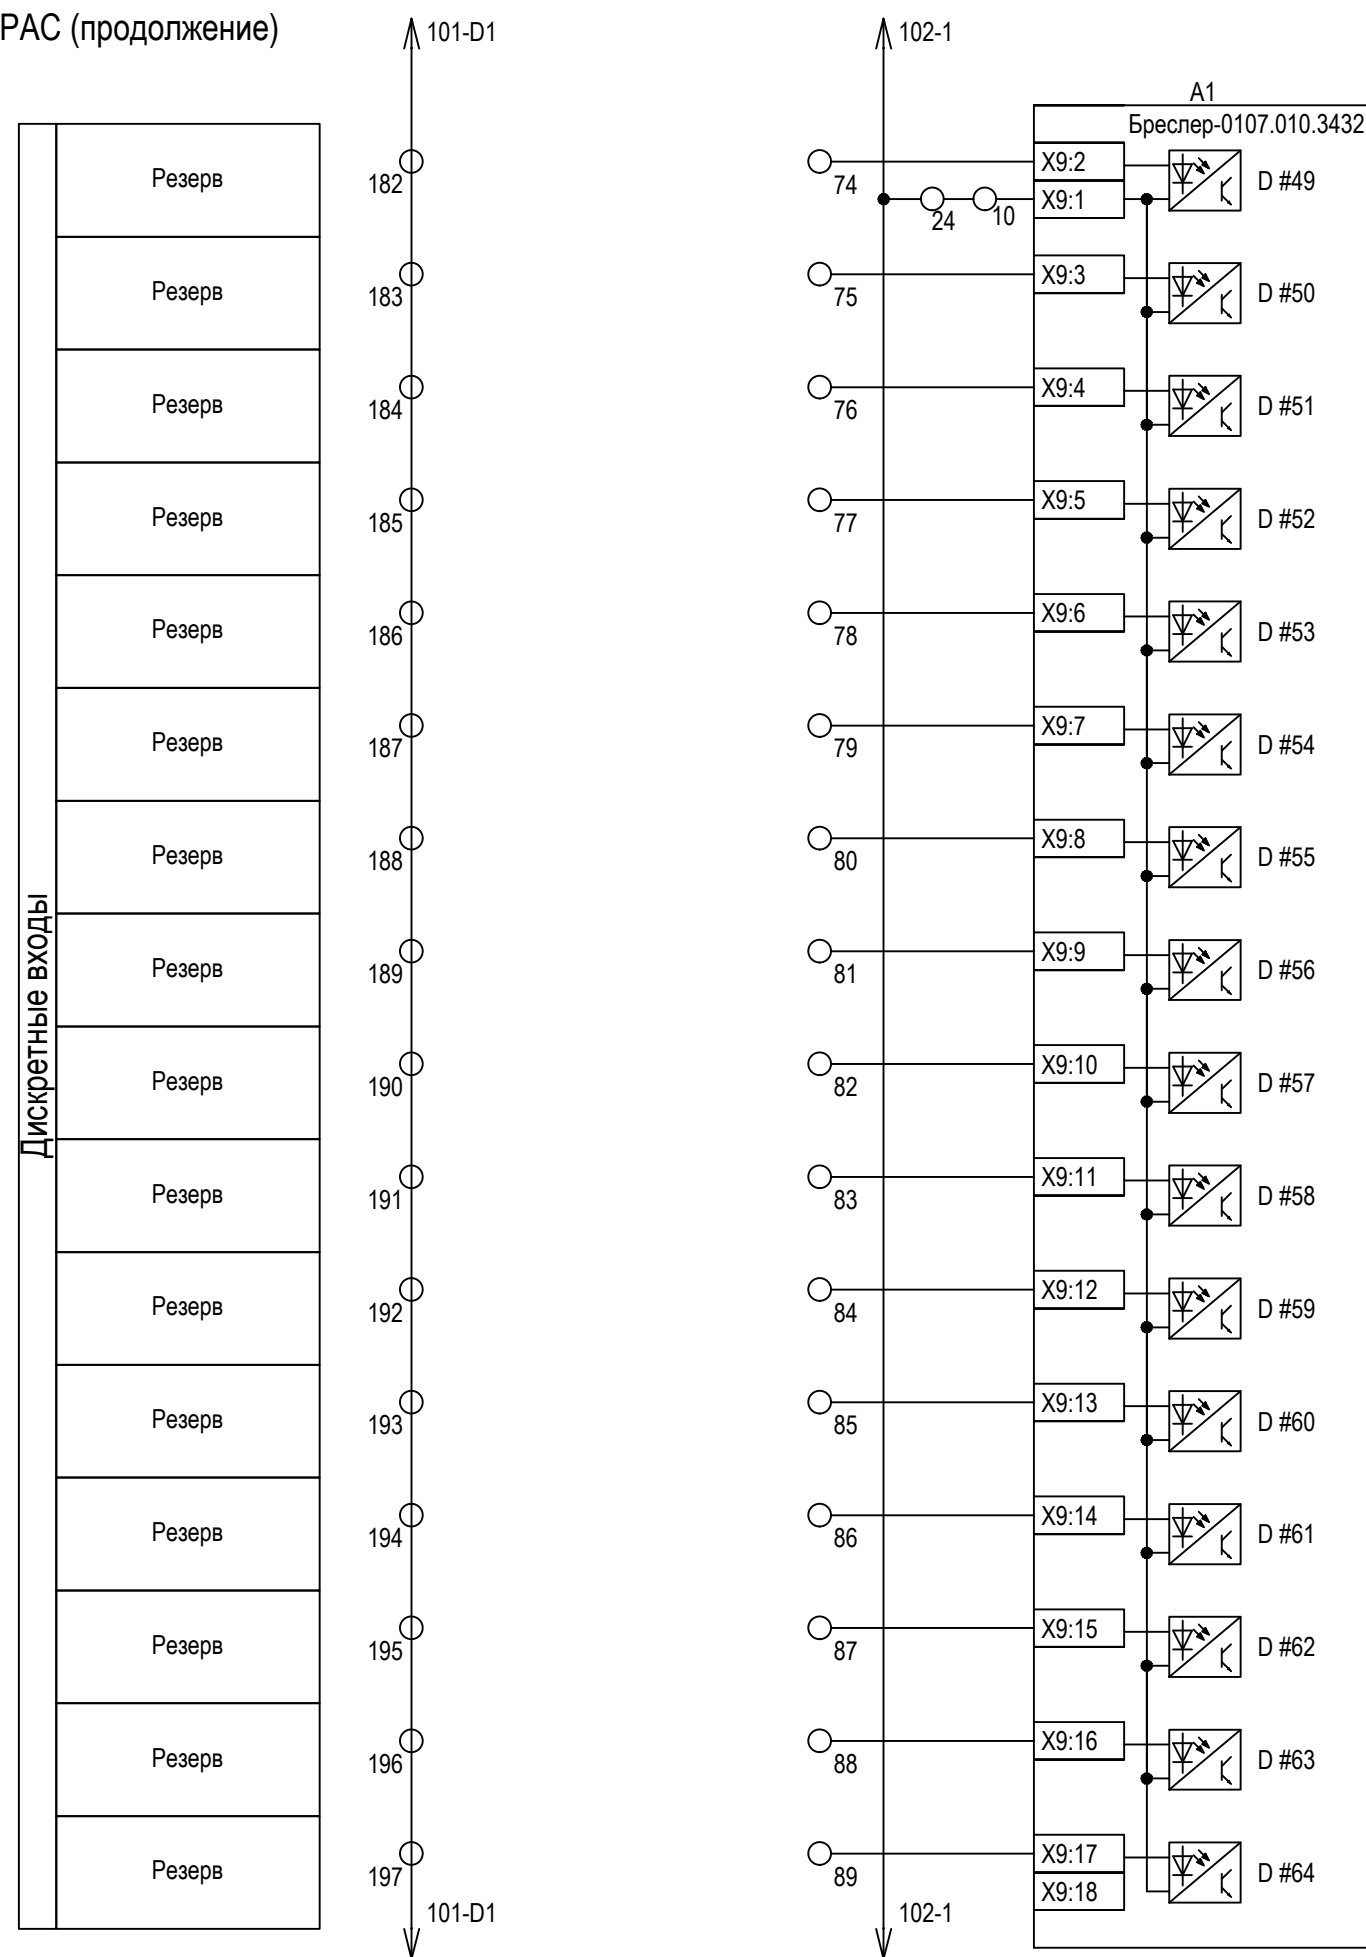 РАС (продолжение)
101-D1
102-1
A1
Бреслер-0107.010.3432
Дискретные входы
Резерв
182
74
X9:2
D #49
24
10
X9:1
Резерв
183
75
X9:3
D #50
Резерв
184
76
X9:4
D #51
Резерв
185
77
X9:5
D #52
Резерв
186
78
X9:6
D #53
Резерв
187
79
X9:7
D #54
Резерв
188
80
X9:8
D #55
Резерв
189
81
X9:9
D #56
Резерв
190
82
X9:10
D #57
Резерв
191
83
X9:11
D #58
Резерв
192
84
X9:12
D #59
Резерв
193
85
X9:13
D #60
Резерв
194
86
X9:14
D #61
Резерв
195
87
X9:15
D #62
Резерв
196
88
X9:16
D #63
Резерв
197
89
X9:17
D #64
X9:18
101-D1
102-1